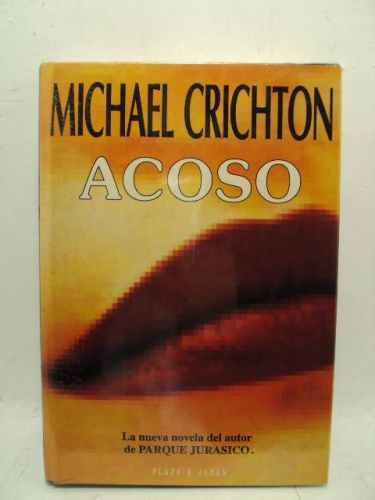 MICHAEL CRICHTON
ACOSO
La nueva novela del autor
de PARQUE JURASICO.
PLAZA & JANES